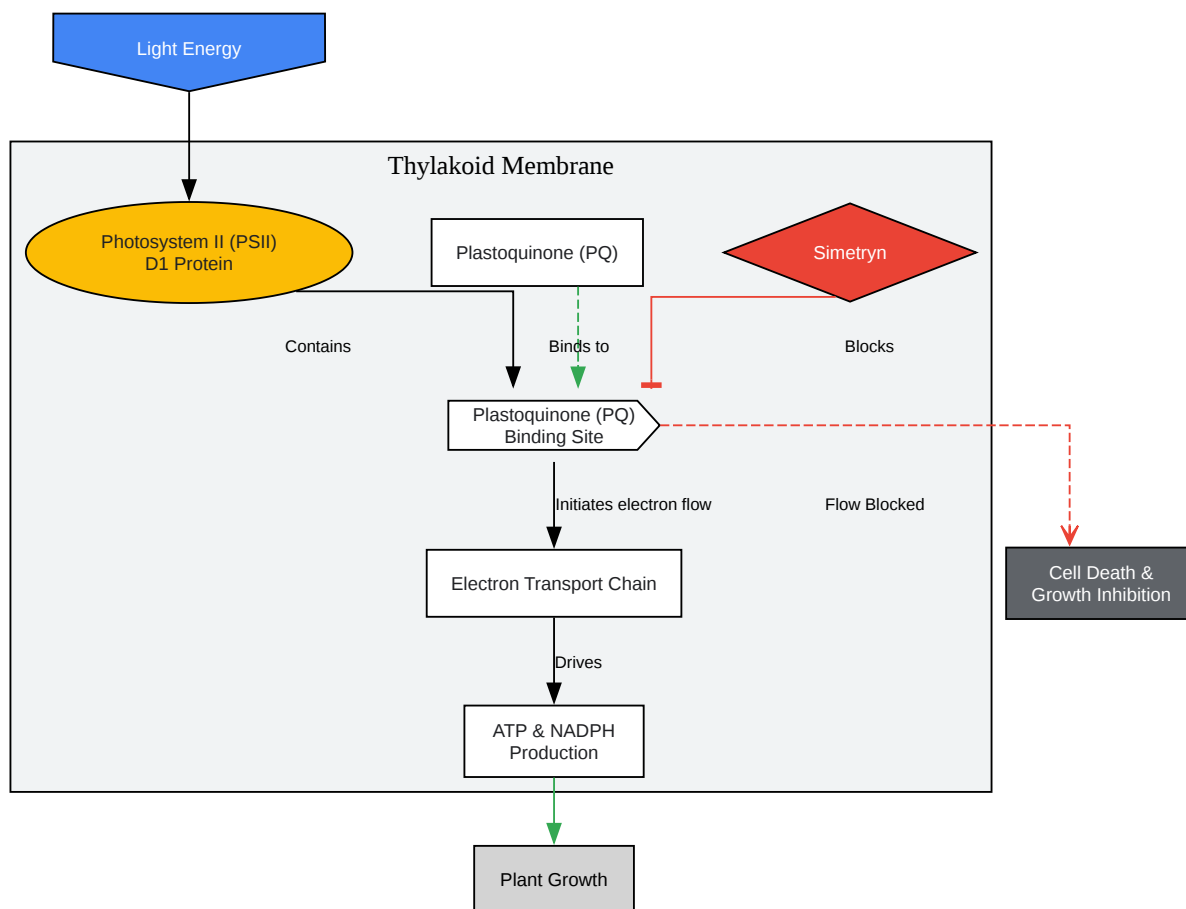 Light Energy
Thylakoid Membrane
Photosystem II (PSII)
D1 Protein
Plastoquinone (PQ)
Simetryn
Contains
Binds to
Blocks
Plastoquinone (PQ)
Binding Site
Initiates electron flow
Flow Blocked
Electron Transport Chain
Cell Death &
Growth Inhibition
Drives
ATP & NADPH
Production
Plant Growth